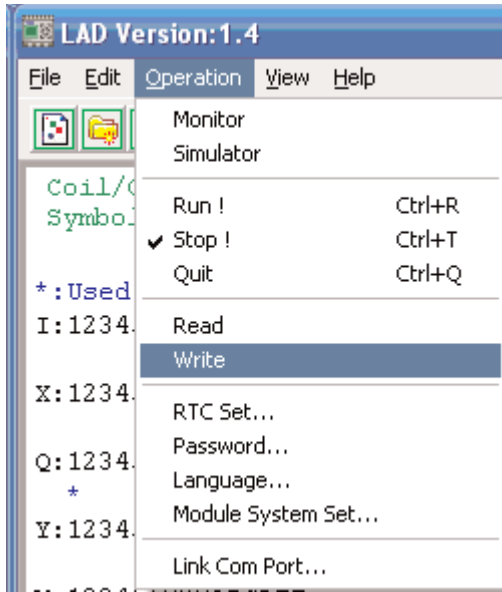 LAD Version:1.4
File Edit Operation View Help
Monitor
Simulator
Coil/
Symbol
Run ! Ctrl+R
✔ Stop ! Ctrl+T
Quit Ctrl+Q
*:Used
I:1234.
Read
Write
X:1234.
RTC Set...
Password...
Q:1234.
Language...
*
Module System Set...
Y:1234.
Link Com Port...